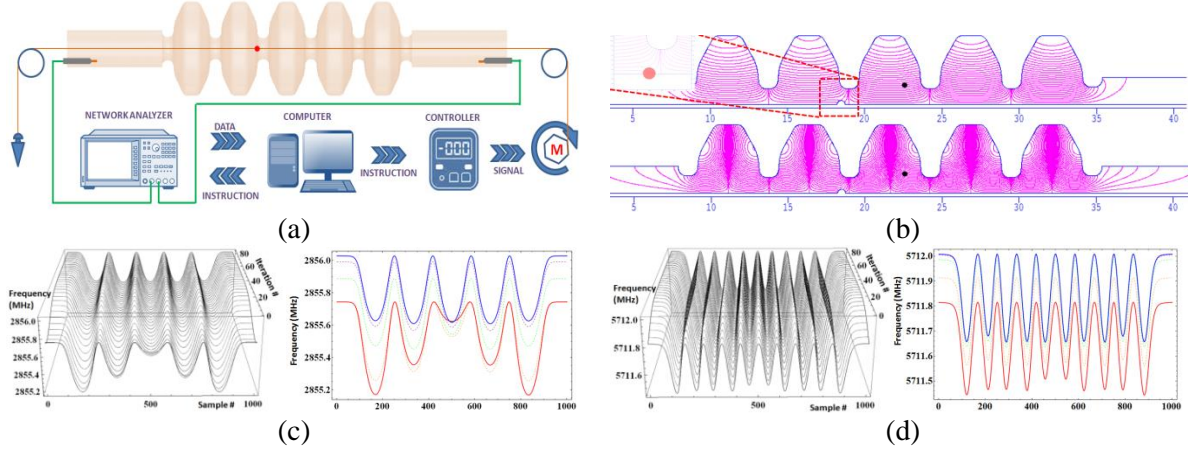 NETWORK ANALYZER
DATA
INSTRUCTION
COMPUTER
INSTRUCTION
CONTROLLER
-000
SIGNAL
M
(a)
5 10 15 20 25 30 35 40
5 10 15 20 25 30 35 40
(b)
Frequency
(MHz)
2856.0
2855.8
2855.6
2855.4
2855.2
0 500 1000
Sample #
80
60
40
20
0
Iteration #
Frequency (MHz)
2856.0
2855.8
2855.6
2855.4
2855.2
0 200 400 600 800 1000
(c)
Frequency
(MHz)
5712.0
5711.8
5711.6
0 500 1000
Sample #
80
60
40
20
0
Iteration #
Frequency (MHz)
5712.0
5711.9
5711.8
5711.7
5711.6
5711.5
0 200 400 600 800 1000
(d)